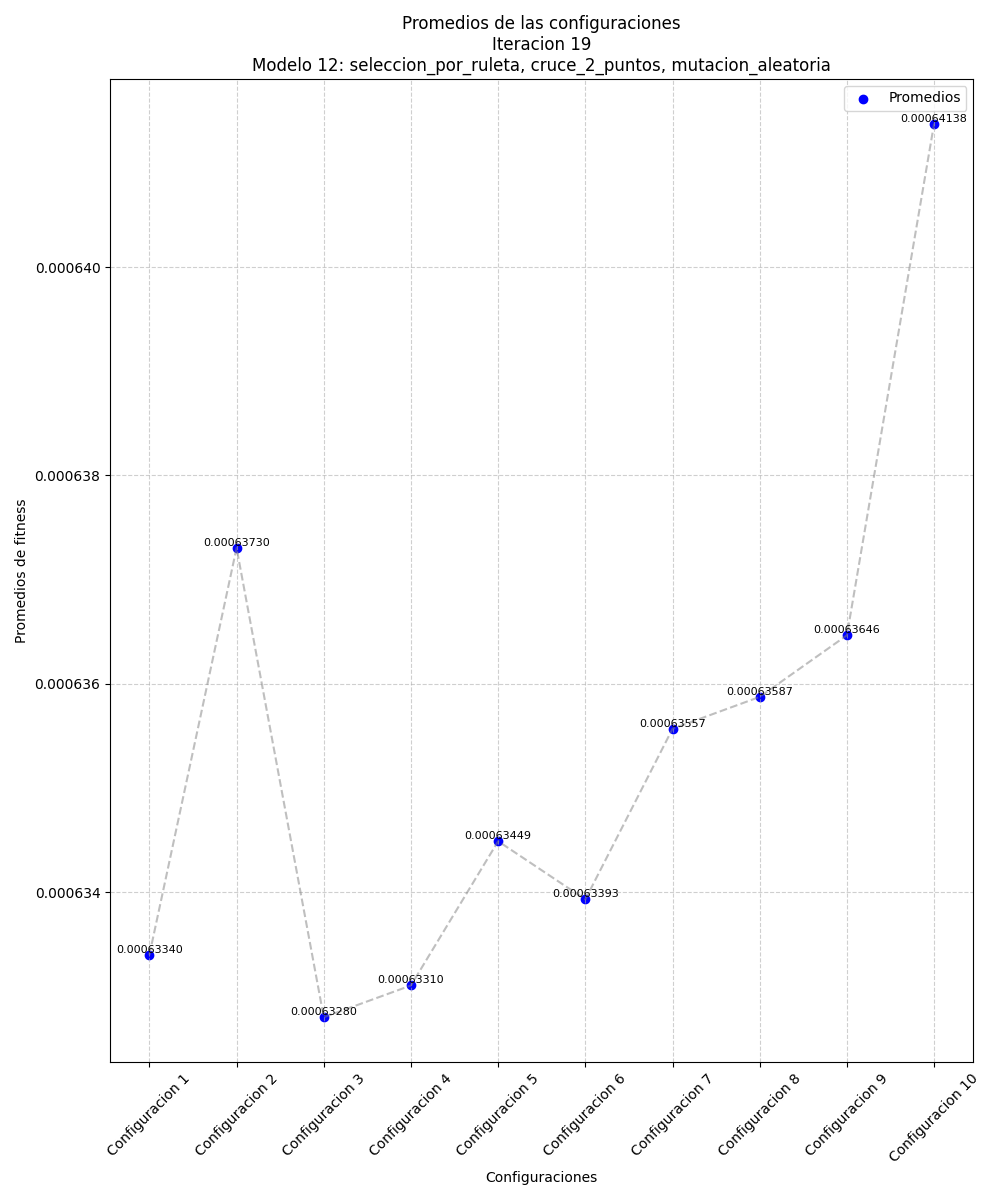 Promedios de las configuraciones
Iteracion 19
Modelo 12: seleccion_por_ruleta, cruce_2_puntos, mutacion_aleatoria
Promedios
0.00064138
0.000640
0.000638
0.00063730
0.00063646
0.000636
0.00063587
0.00063557
0.00063449
0.000634
0.00063393
0.00063340
0.00063310
0.00063280
Promedios de fitness
Configuracion 1
Configuracion 2
Configuracion 3
Configuracion 4
Configuracion 5
Configuracion 6
Configuracion 7
Configuracion 8
Configuracion 9
Configuracion 10
Configuraciones